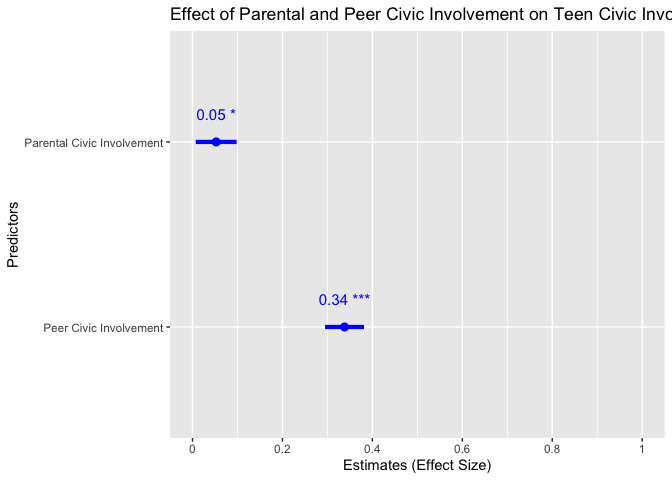 Effect of Parental and Peer Civic Involvement on Teen Civic Invo
0.05 *
Parental Civic Involvement
Predictors
0.34 ***
Peer Civic Involvement
0 0.2 0.4 0.6 0.8 1
Estimates (Effect Size)